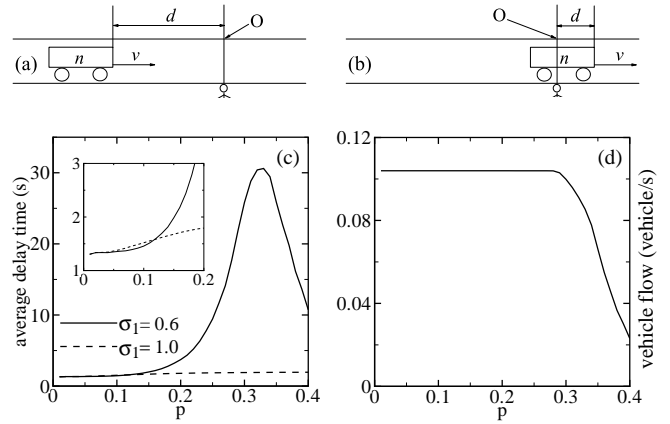 d
O
(a)
n
v
O
d
(b)
n
v
(c)
average delay time (s)
30
20
10
0
0
0.1
0.2
0.3
0.4
p
3
2
1
0
0.1
0.2
σ₁= 0.6
σ₁= 1.0
(d)
0.12
0.08
0.04
0
0
0.1
0.2
0.3
0.4
p
vehicle flow (vehicle/s)